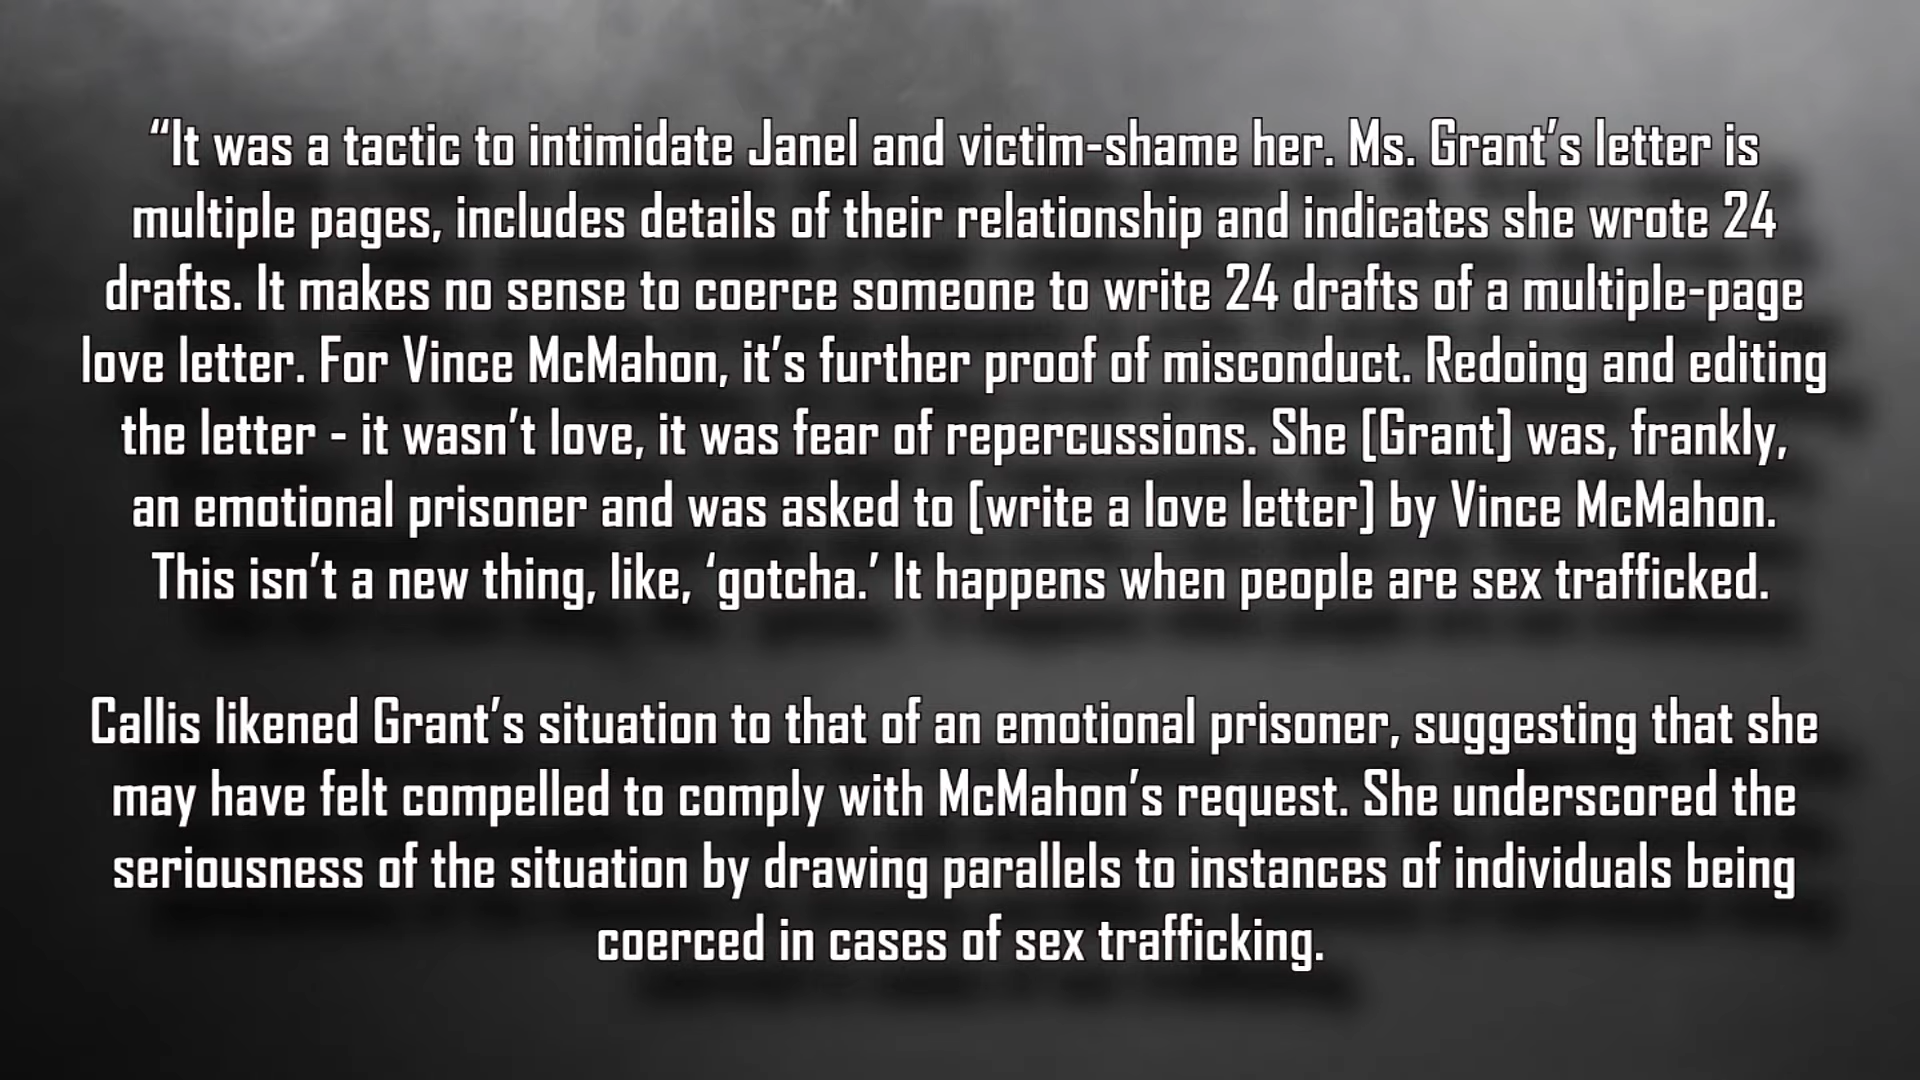 “It was a tactic to intimidate Janel and victim-shame her. Ms. Grant’s letter is
multiple pages, includes details of their relationship and indicates she wrote 24
drafts. It makes no sense to coerce someone to write 24 drafts of a multiple-page
love letter. For Vince McMahon, it’s further proof of misconduct. Redoing and editing
the letter - it wasn’t love, it was fear of repercussions. She [Grant] was, frankly,
an emotional prisoner and was asked to [write a love letter] by Vince McMahon.
This isn’t a new thing, like, ‘gotcha.’ It happens when people are sex trafficked.
Callis likened Grant’s situation to that of an emotional prisoner, suggesting that she
may have felt compelled to comply with McMahon’s request. She underscored the
seriousness of the situation by drawing parallels to instances of individuals being
coerced in cases of sex trafficking.